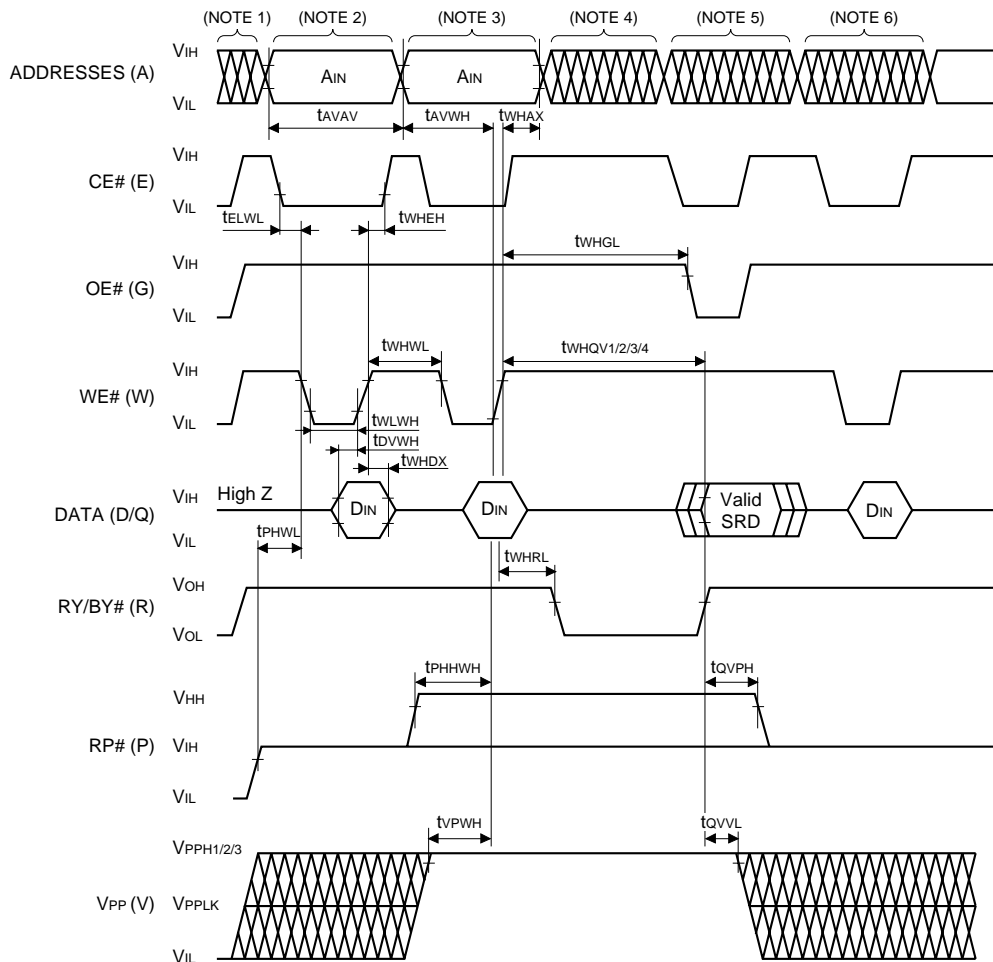 (NOTE 1) (NOTE 2) (NOTE 3) (NOTE 4) (NOTE 5) (NOTE 6)
ADDRESSES (A)
VIH
VIL
AIN
AIN
tAVAV
tAVWH
tWHAX
CE# (E)
VIH
VIL
tELWL
tWHEH
tWHGL
OE# (G)
VIH
VIL
tWHWL
tWHQV1/2/3/4
WE# (W)
VIH
VIL
tWLWH
tDVWH
tWHDX
DATA (D/Q)
VIH
High Z
VIL
DIN
DIN
Valid
SRD
DIN
tPHWL
tWHRL
RY/BY# (R)
VOH
VOL
tPHHWH
tQVPH
RP# (P)
VHH
VIH
VIL
tVPWH
tQVVL
VPP (V)
VPPH1/2/3
VPPLK
VIL